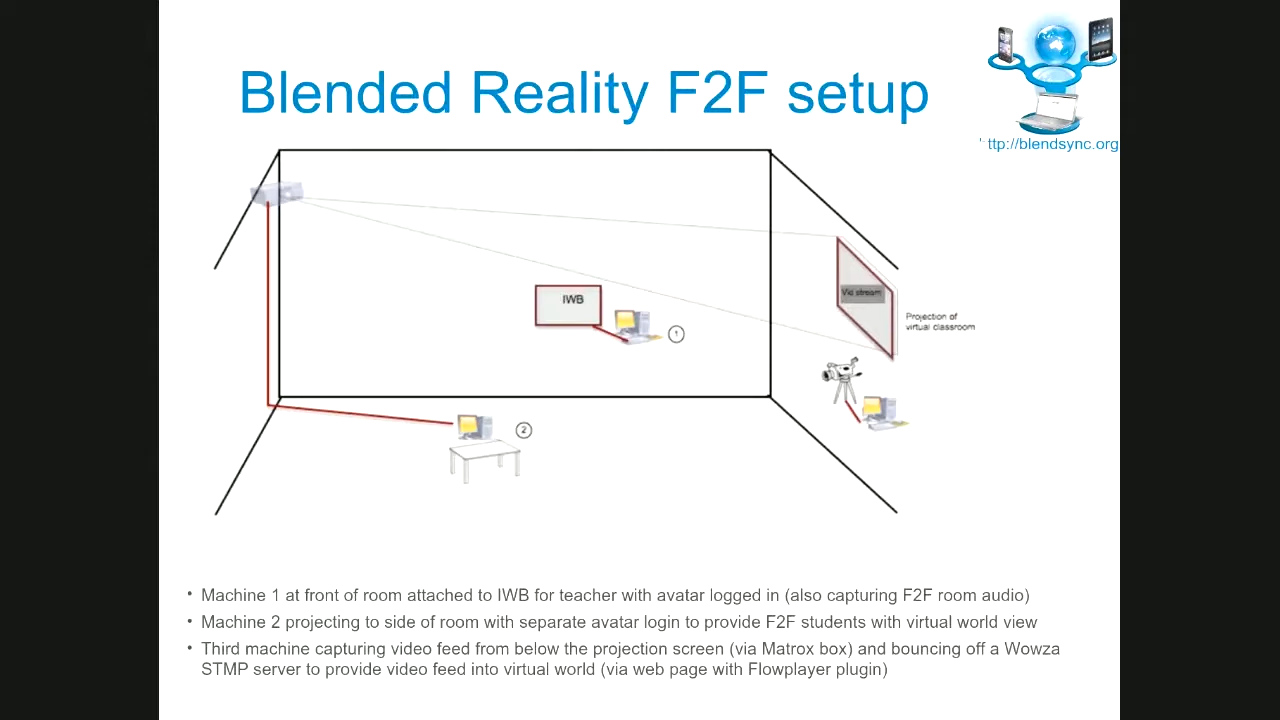 Blended Reality F2F setup
ttp://blendsync.org
IWB
1
Vid stream
Projection of
virtual classroom
2
• Machine 1 at front of room attached to IWB for teacher with avatar logged in (also capturing F2F room audio)
• Machine 2 projecting to side of room with separate avatar login to provide F2F students with virtual world view
• Third machine capturing video feed from below the projection screen (via Matrox box) and bouncing off a Wowza
STMP server to provide video feed into virtual world (via web page with Flowplayer plugin)